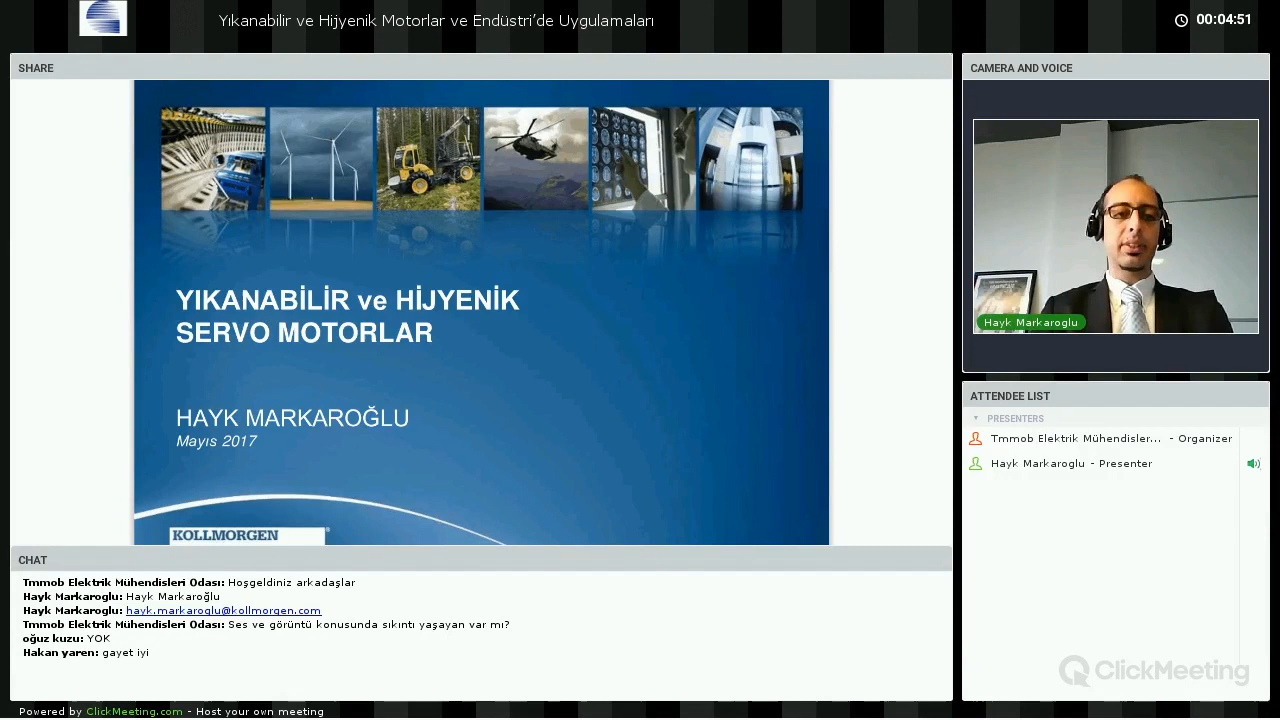 Yıkanabilir ve Hijyenik Motorlar ve Endüstri’de Uygulamaları
00:04:51
SHARE
YIKANABİLİR ve HİJYENİK
SERVO MOTORLAR
HAYK MARKAROĞLU
Mayıs 2017
KOLLMORGEN
CAMERA AND VOICE
Hayk Markaroglu
ATTENDEE LIST
PRESENTERS
Tmmob Elektrik Mühendisler... - Organizer
Hayk Markaroglu - Presenter
CHAT
Tmmob Elektrik Mühendisleri Odası: Hoşgeldiniz arkadaşlar
Hayk Markaroglu: Hayk Markaroğlu
Hayk Markaroglu: hayk.markaroglu@kollmorgen.com
Tmmob Elektrik Mühendisleri Odası: Ses ve görüntü konusunda sıkıntı yaşayan var mı?
oğuz kuzu: YOK
Hakan yaren: gayet iyi
ClickMeeting
Powered by ClickMeeting.com - Host your own meeting